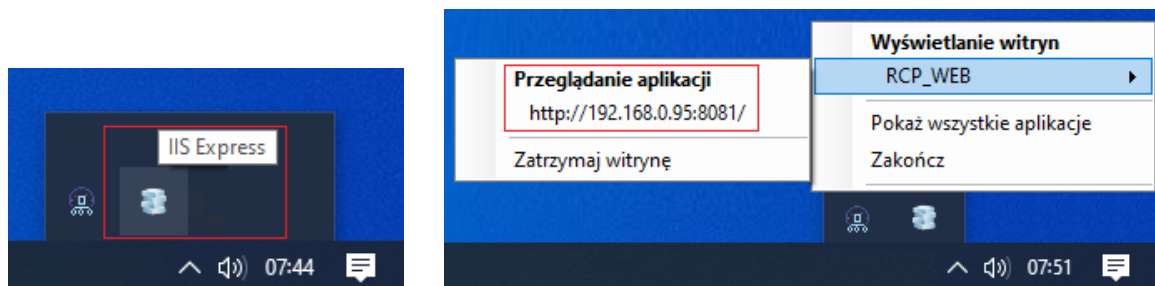 IIS Express
07:44
Wyświetlanie witryn
RCP_WEB
Przeglądanie aplikacji
http://192.168.0.95:8081/
Zatrzymaj witrynę
Pokaż wszystkie aplikacje
Zakończ
07:51